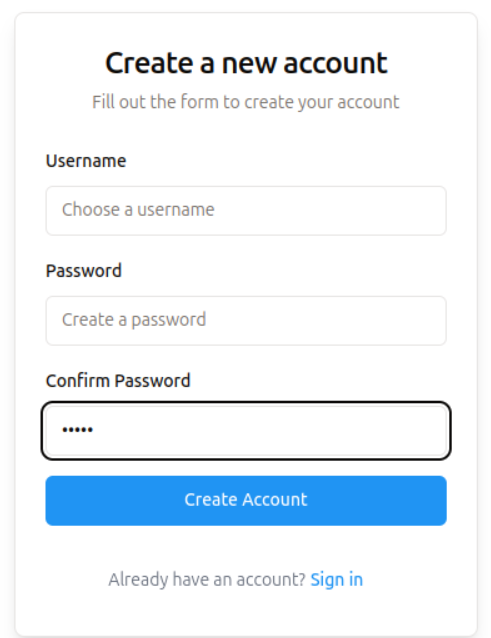 Create a new account
Fill out the form to create your account
Username
Choose a username
Password
Create a password
Confirm Password
•••••
Create Account
Already have an account? Sign in